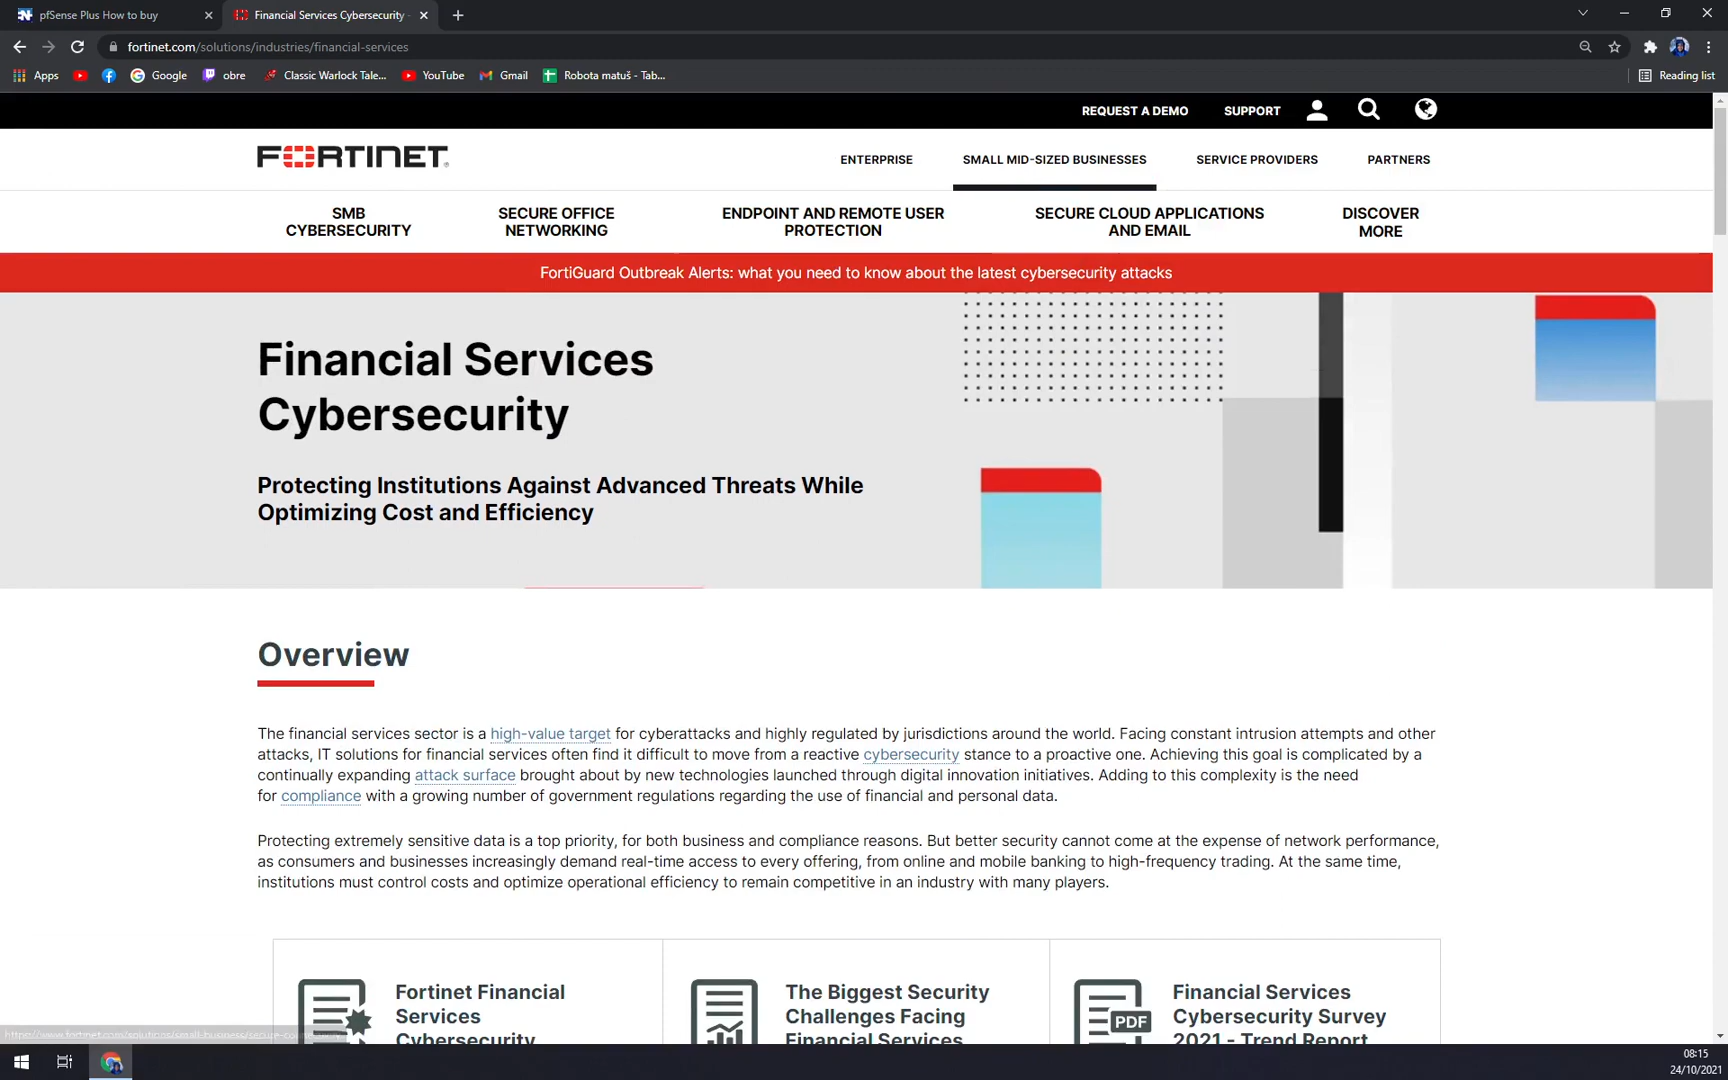 pfSense Plus How to buy
Financial Services Cybersecurity -
fortinet.com/solutions/industries/financial-services
Apps
Google
obre
Classic Warlock Tale...
YouTube
Gmail
Robota matuš - Tab...
Reading list
REQUEST A DEMO
SUPPORT
FORTINET
ENTERPRISE
SMALL MID-SIZED BUSINESSES
SERVICE PROVIDERS
PARTNERS
SMB
CYBERSECURITY
SECURE OFFICE
NETWORKING
ENDPOINT AND REMOTE USER
PROTECTION
SECURE CLOUD APPLICATIONS
AND EMAIL
DISCOVER
MORE
FortiGuard Outbreak Alerts: what you need to know about the latest cybersecurity attacks
Financial Services
Cybersecurity
Protecting Institutions Against Advanced Threats While
Optimizing Cost and Efficiency
Overview
The financial services sector is a high-value target for cyberattacks and highly regulated by jurisdictions around the world. Facing constant intrusion attempts and other
attacks, IT solutions for financial services often find it difficult to move from a reactive cybersecurity stance to a proactive one. Achieving this goal is complicated by a
continually expanding attack surface brought about by new technologies launched through digital innovation initiatives. Adding to this complexity is the need
for compliance with a growing number of government regulations regarding the use of financial and personal data.
Protecting extremely sensitive data is a top priority, for both business and compliance reasons. But better security cannot come at the expense of network performance,
as consumers and businesses increasingly demand real-time access to every offering, from online and mobile banking to high-frequency trading. At the same time,
institutions must control costs and optimize operational efficiency to remain competitive in an industry with many players.
Fortinet Financial
Services
Cybersecurity
The Biggest Security
Challenges Facing
Financial Services
PDF
Financial Services
Cybersecurity Survey
2021 - Trend Report
08:15
24/10/2021